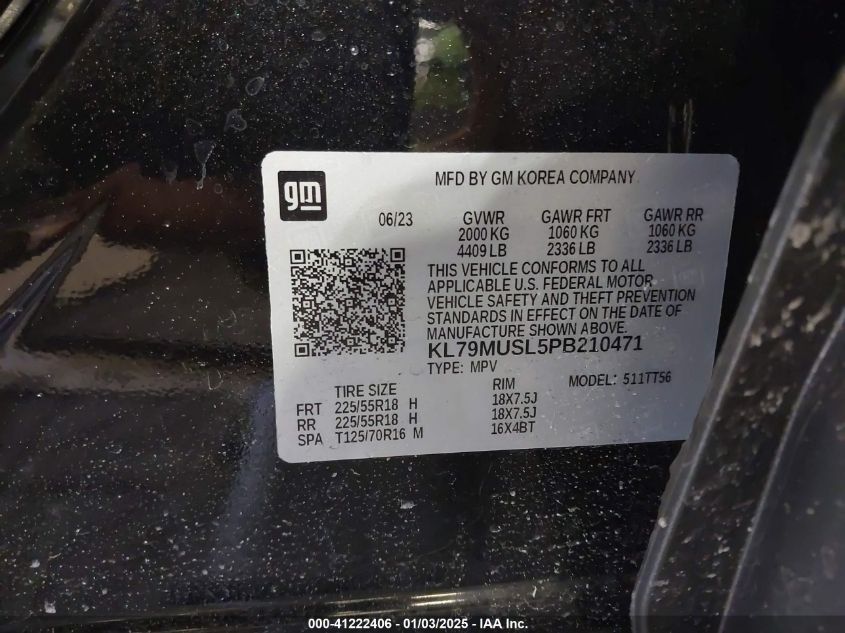 gm
MFD BY GM KOREA COMPANY
06/23 GVWR GAWR FRT GAWR RR
2000 KG 1060 KG 1060 KG
4409 LB 2336 LB 2336 LB
THIS VEHICLE CONFORMS TO ALL
APPLICABLE U.S. FEDERAL MOTOR
VEHICLE SAFETY AND THEFT PREVENTION
STANDARDS IN EFFECT ON THE DATE OF
MANUFACTURE SHOWN ABOVE.
KL79MUSL5PB210471
TYPE: MPV MODEL: 511TT56
TIRE SIZE RIM
FRT 225/55R18 H 18X7.5J
RR 225/55R18 H 18X7.5J
SPA T125/70R16 M 16X4BT
000-41222406 - 01/03/2025 - IAA Inc.